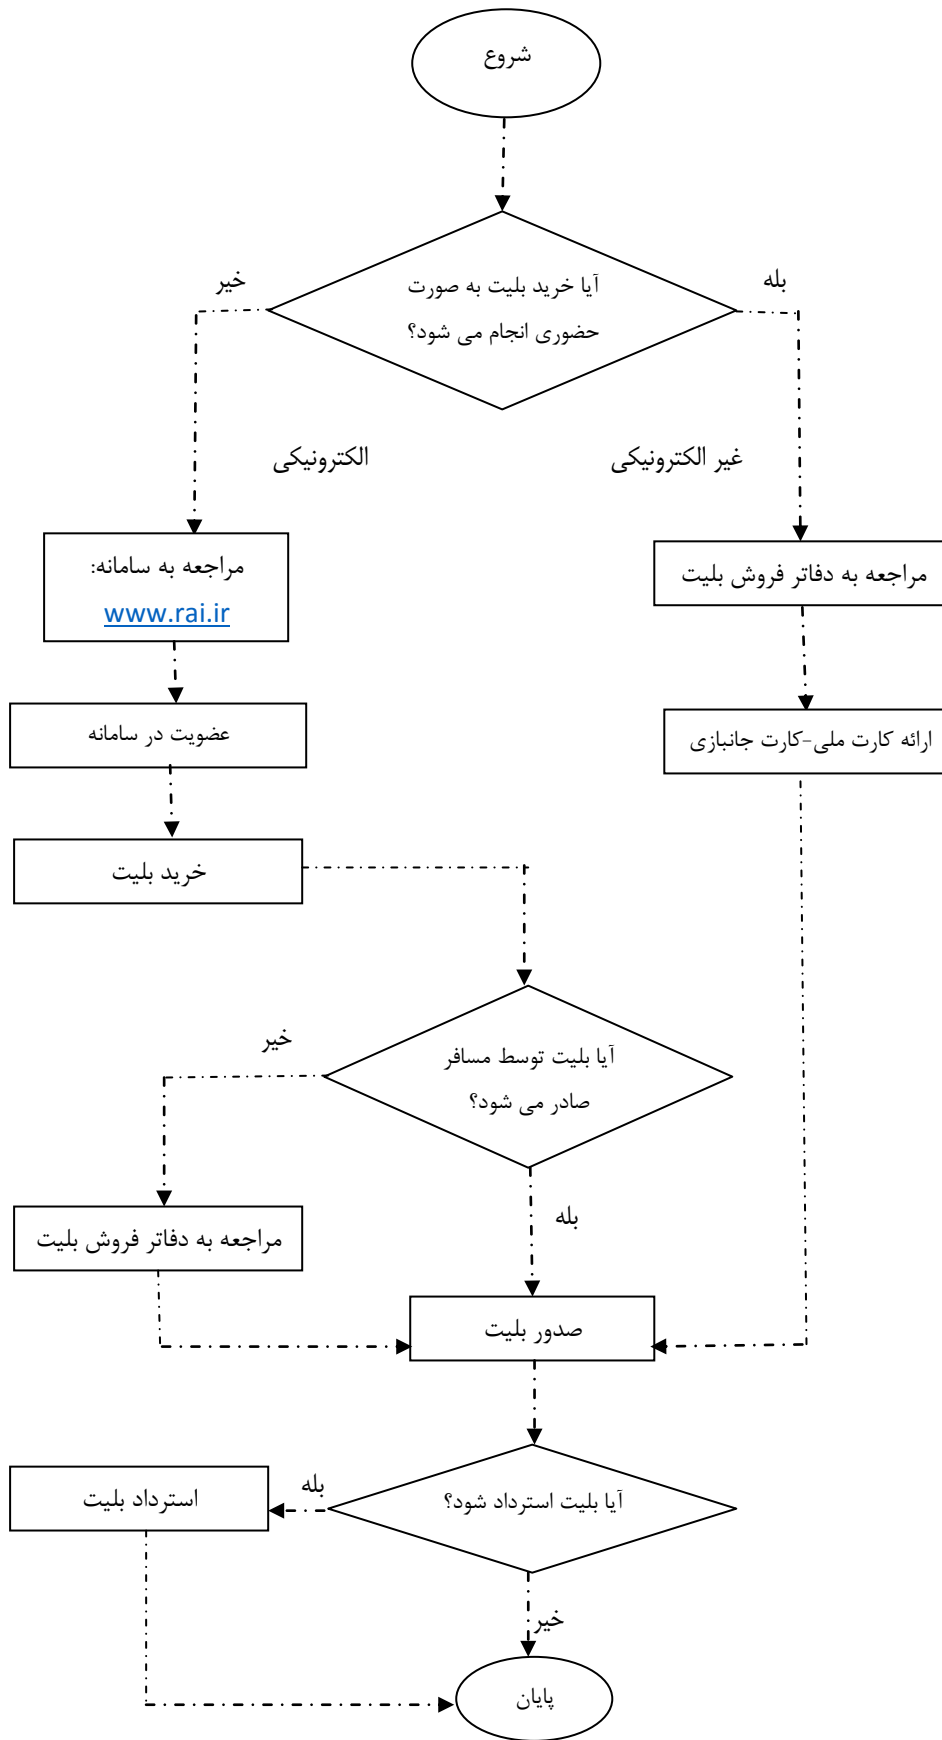 شروع
آیا خرید بلیت به صورت
حضوری انجام می شود؟
بله
خیر
غیر الکترونیکی
الکترونیکی
مراجعه به دفاتر فروش بلیت
مراجعه به سامانه:
www.rai.ir
ارائه کارت ملی-کارت جانبازی
عضویت در سامانه
خرید بلیت
آیا بلیت توسط مسافر
صادر می شود؟
خیر
بله
مراجعه به دفاتر فروش بلیت
صدور بلیت
آیا بلیت استرداد شود؟
بله
استرداد بلیت
خیر
پایان